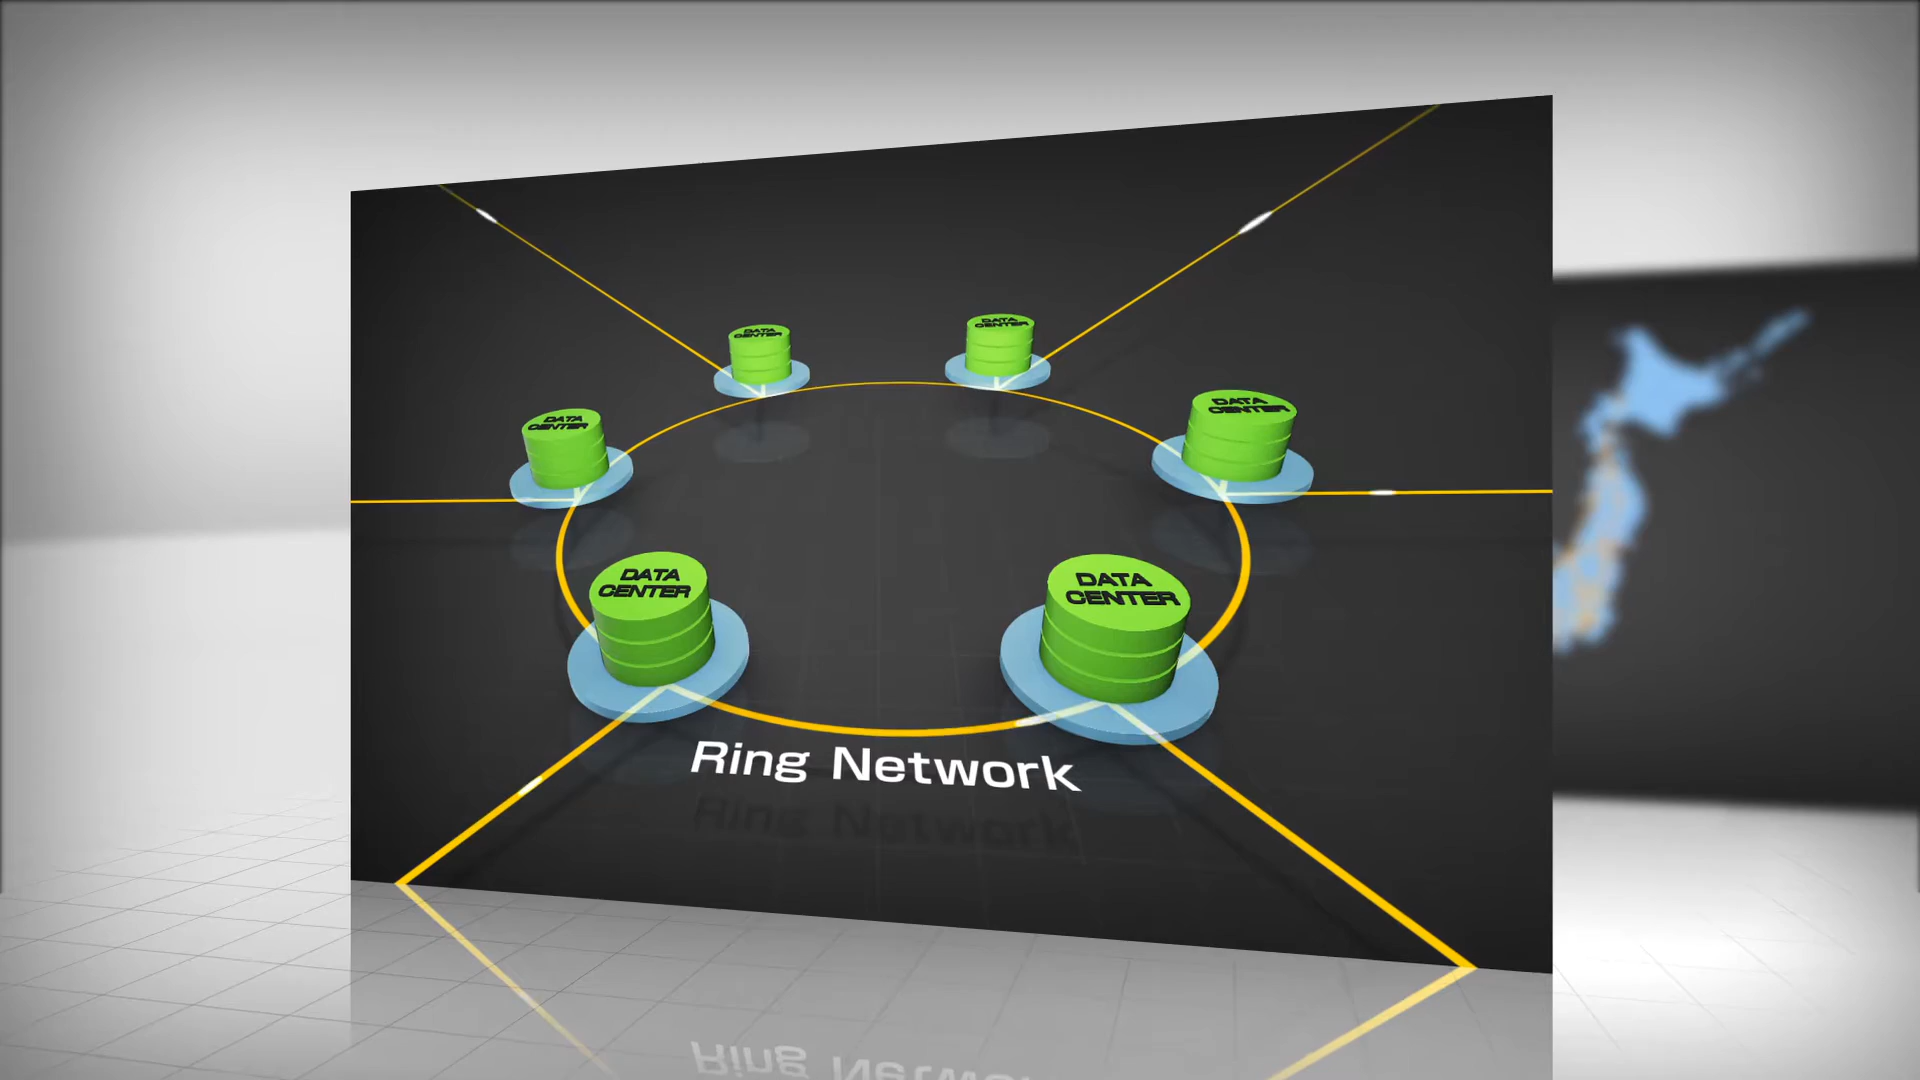 DATA
CENTER
DATA
CENTER
DATA
CENTER
DATA
CENTER
DATA
CENTER
DATA
CENTER
Ring Network